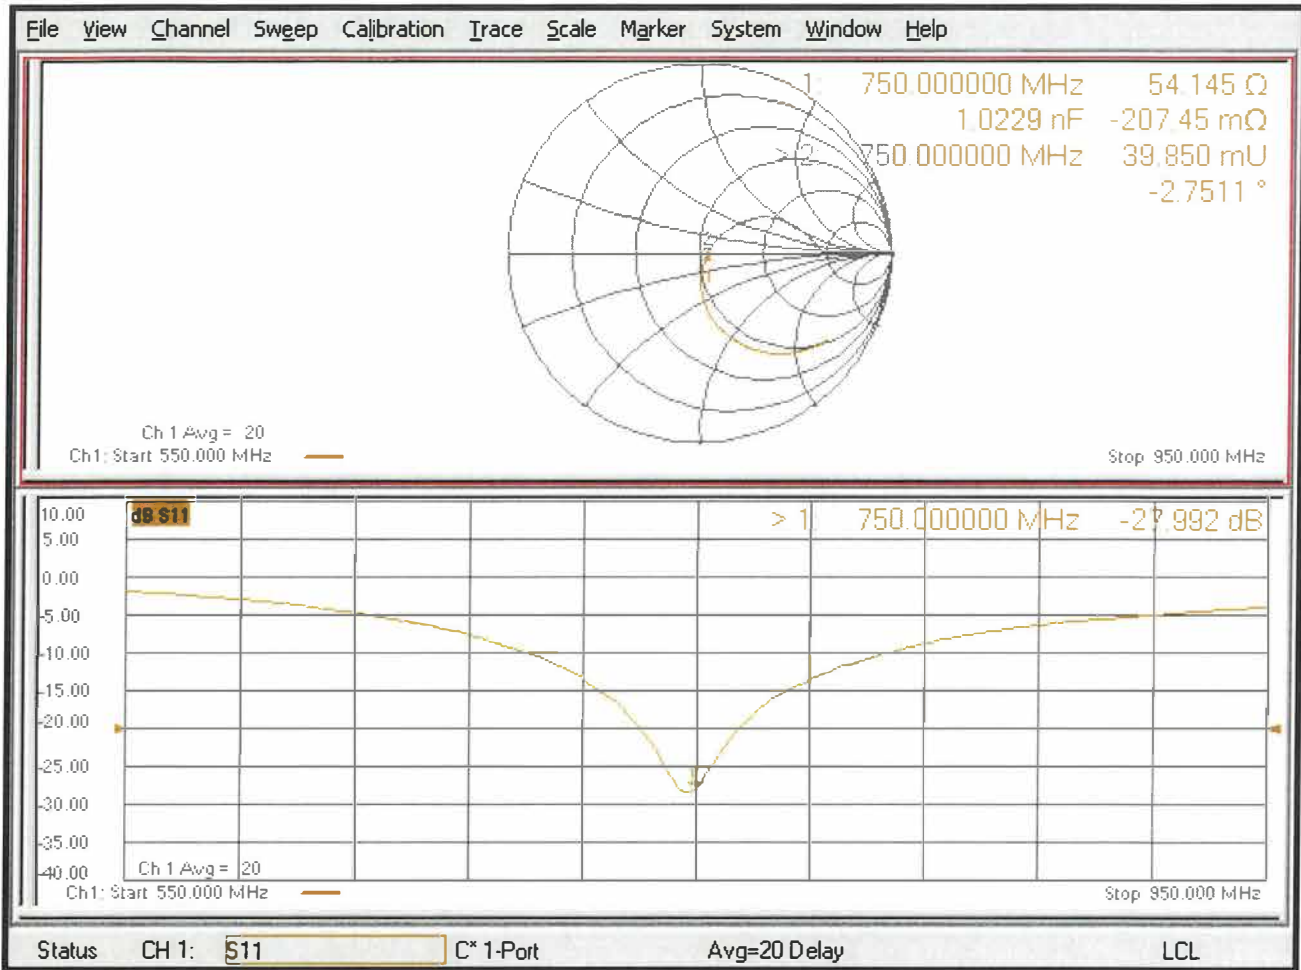 File View Channel Sweep Calibration Trace Scale Marker System Window Help
1: 750.000000 MHz 54.145 Ω
1.0229 nF -207.45 mΩ
> 2: 750.000000 MHz 39.850 mU
-2.7511 °
Ch 1 Avg = 20
Ch1: Start 550.000 MHz
Stop 950.000 MHz
dB S11
> 1: 750.000000 MHz -27.992 dB
10.00
5.00
0.00
-5.00
-10.00
-15.00
-20.00
-25.00
-30.00
-35.00
-40.00
Ch 1 Avg = 20
Ch1: Start 550.000 MHz
Stop 950.000 MHz
Status CH 1: S11 C* 1-Port Avg=20 Delay LCL